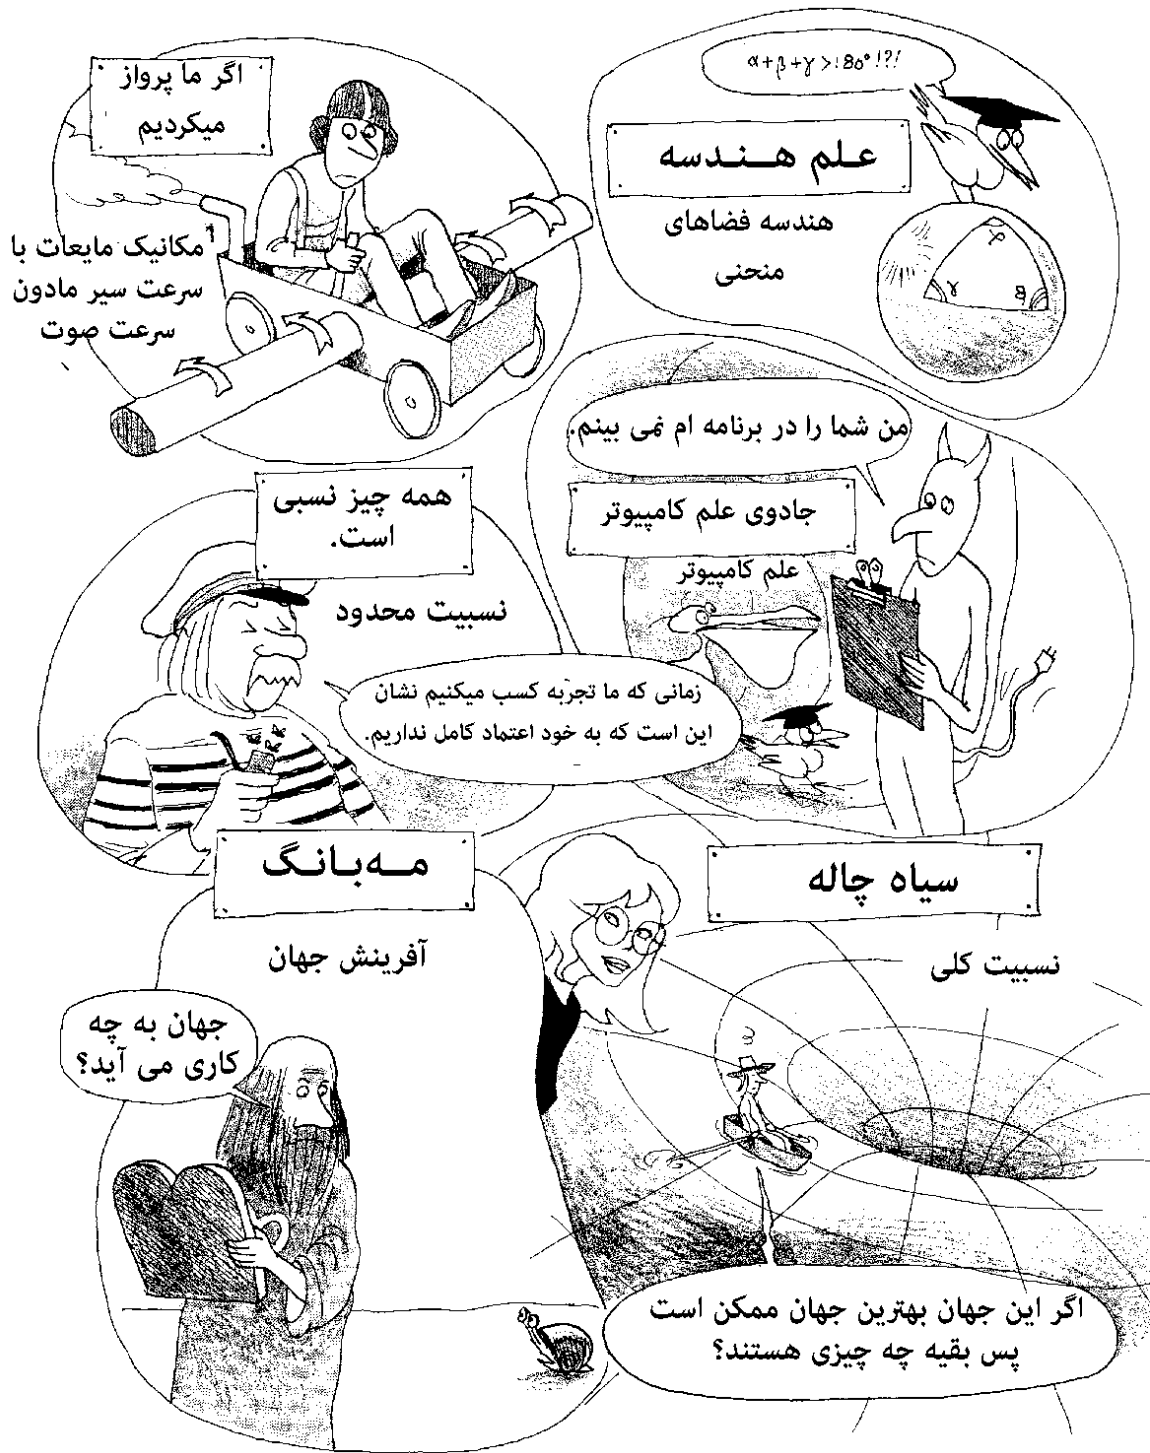 α+β+γ>180°!?!
علم هندسه
هندسه فضاهای
منحنی
α
γ
β
اگر ما پرواز
میکردیم
1مکانیک مایعات با
سرعت سیر مادون
سرعت صوت
من شما را در برنامه ام نمی بینم.
جادوی علم کامپیوتر
علم کامپیوتر
همه چیز نسبی
است.
نسبیت محدود
زمانی که ما تجربه کسب میکنیم نشان
این است که به خود اعتماد کامل نداریم.
سیاه چاله
نسبیت کلی
مه‌بانگ
آفرینش جهان
جهان به چه
کاری می آید؟
اگر این جهان بهترین جهان ممکن است
پس بقیه چه چیزی هستند؟